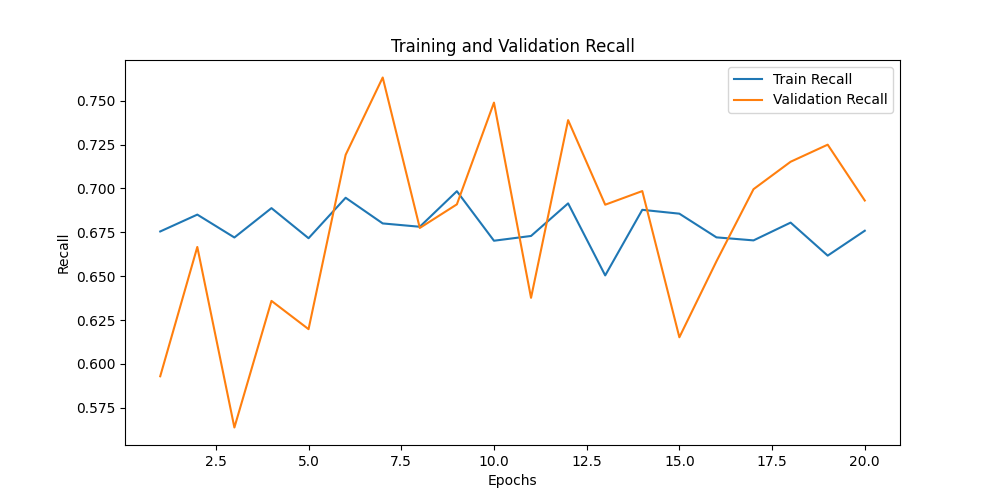 Training and Validation Recall
Train Recall
Validation Recall
Recall
0.750
0.725
0.700
0.675
0.650
0.625
0.600
0.575
2.5 5.0 7.5 10.0 12.5 15.0 17.5 20.0
Epochs